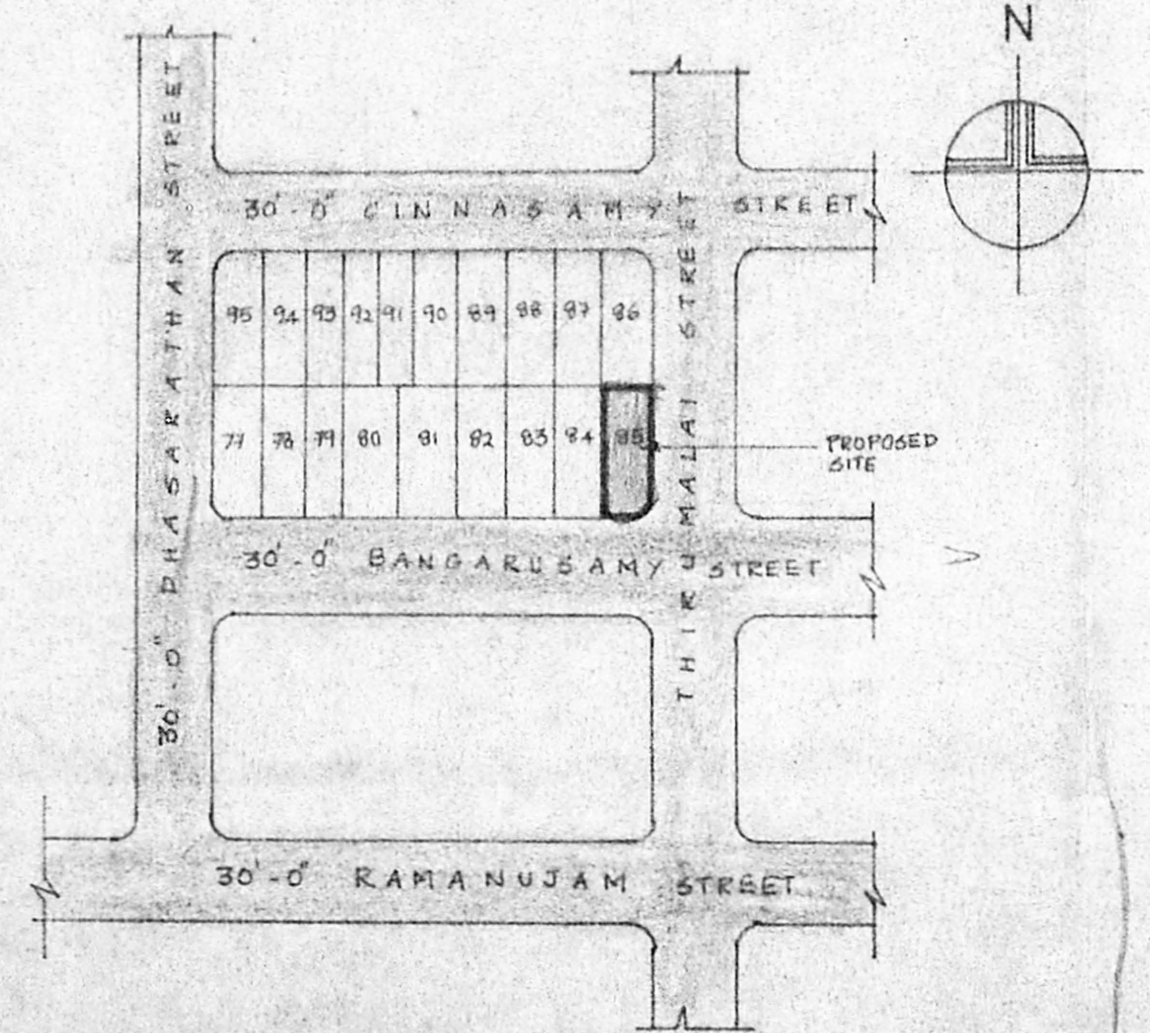 N
30'-0" CINNASAMY STREET
30'-0" DHASARATHAN STREET
THIRUMALAI STREET
95 94 93 92 91 90 89 88 87 86
77 78 79 80 81 82 83 84 85
PROPOSED
SITE
30'-0" BANGARUSAMY STREET
30'-0" RAMANUJAM STREET